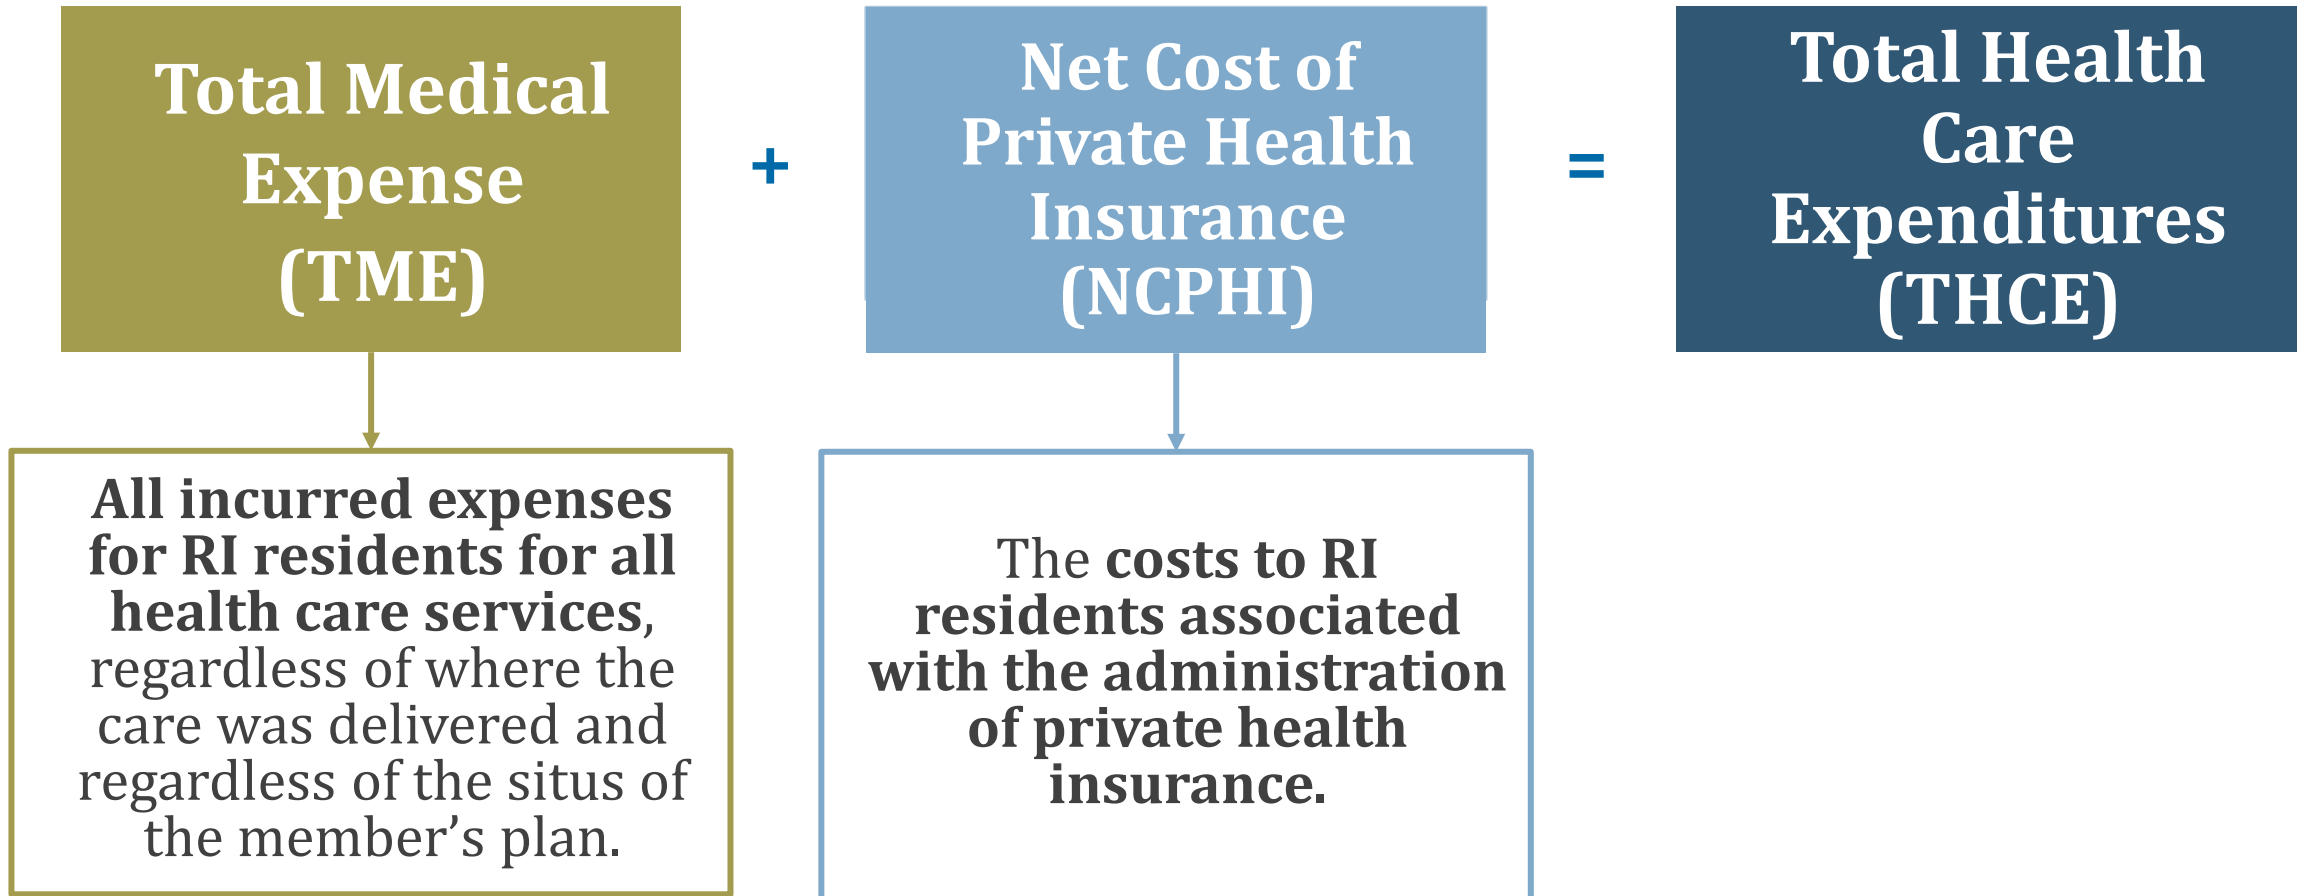 Total Medical
Expense
(TME)
+
Net Cost of
Private Health
Insurance
(NCPHI)
=
Total Health
Care
Expenditures
(THCE)
All incurred expenses
for RI residents for all
health care services,
regardless of where the
care was delivered and
regardless of the situs of
the member’s plan.
The costs to RI
residents associated
with the administration
of private health
insurance.